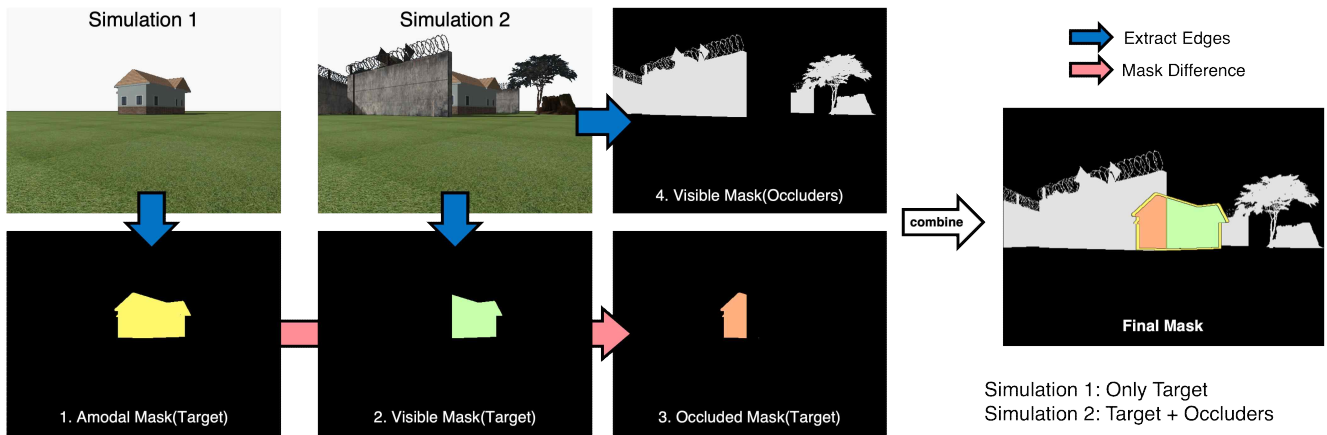 Simulation 1
Simulation 2
Extract Edges
Mask Difference
4. Visible Mask(Occluders)
combine
Final Mask
1. Amodal Mask(Target)
2. Visible Mask(Target)
3. Occluded Mask(Target)
Simulation 1: Only Target
Simulation 2: Target + Occluders